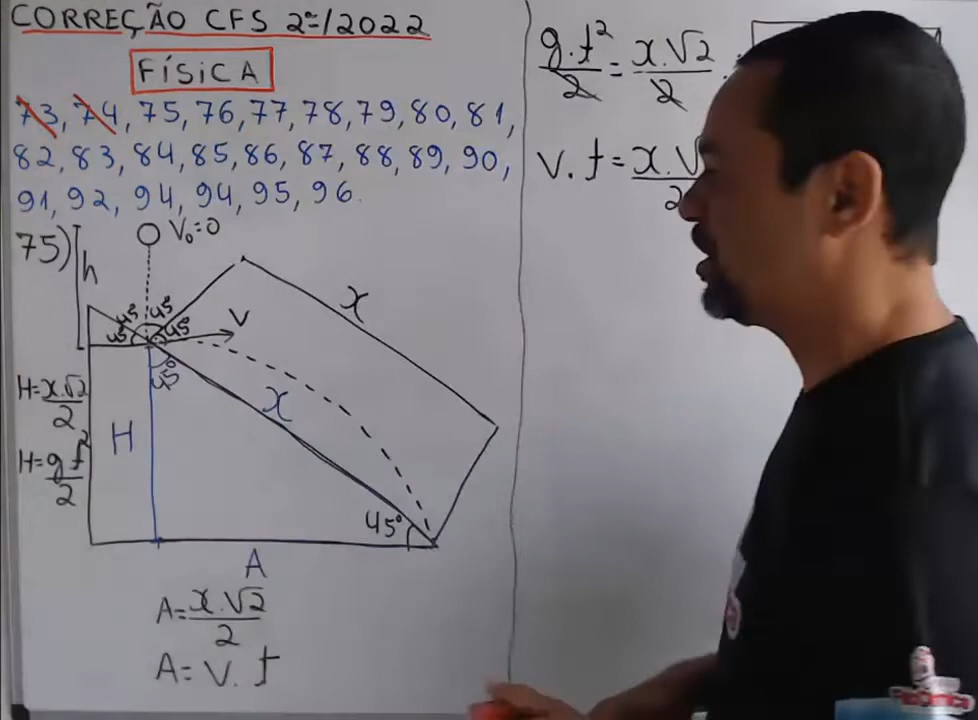 CORREÇÃO CFS 2º/2022
FÍSICA
73, 74, 75, 76, 77, 78, 79, 80, 81,
82, 83, 84, 85, 86, 87, 88, 89, 90,
91, 92, 94, 94, 95, 96.
75)
h
V₀=0
45° 45°
45° 45°
V
45°
x
x
H=x.√2/2
H
H=gt²/2
45°
A
A=x.√2/2
A=V.t
g.t²/2=x.√2/2
V.t=x.√
2